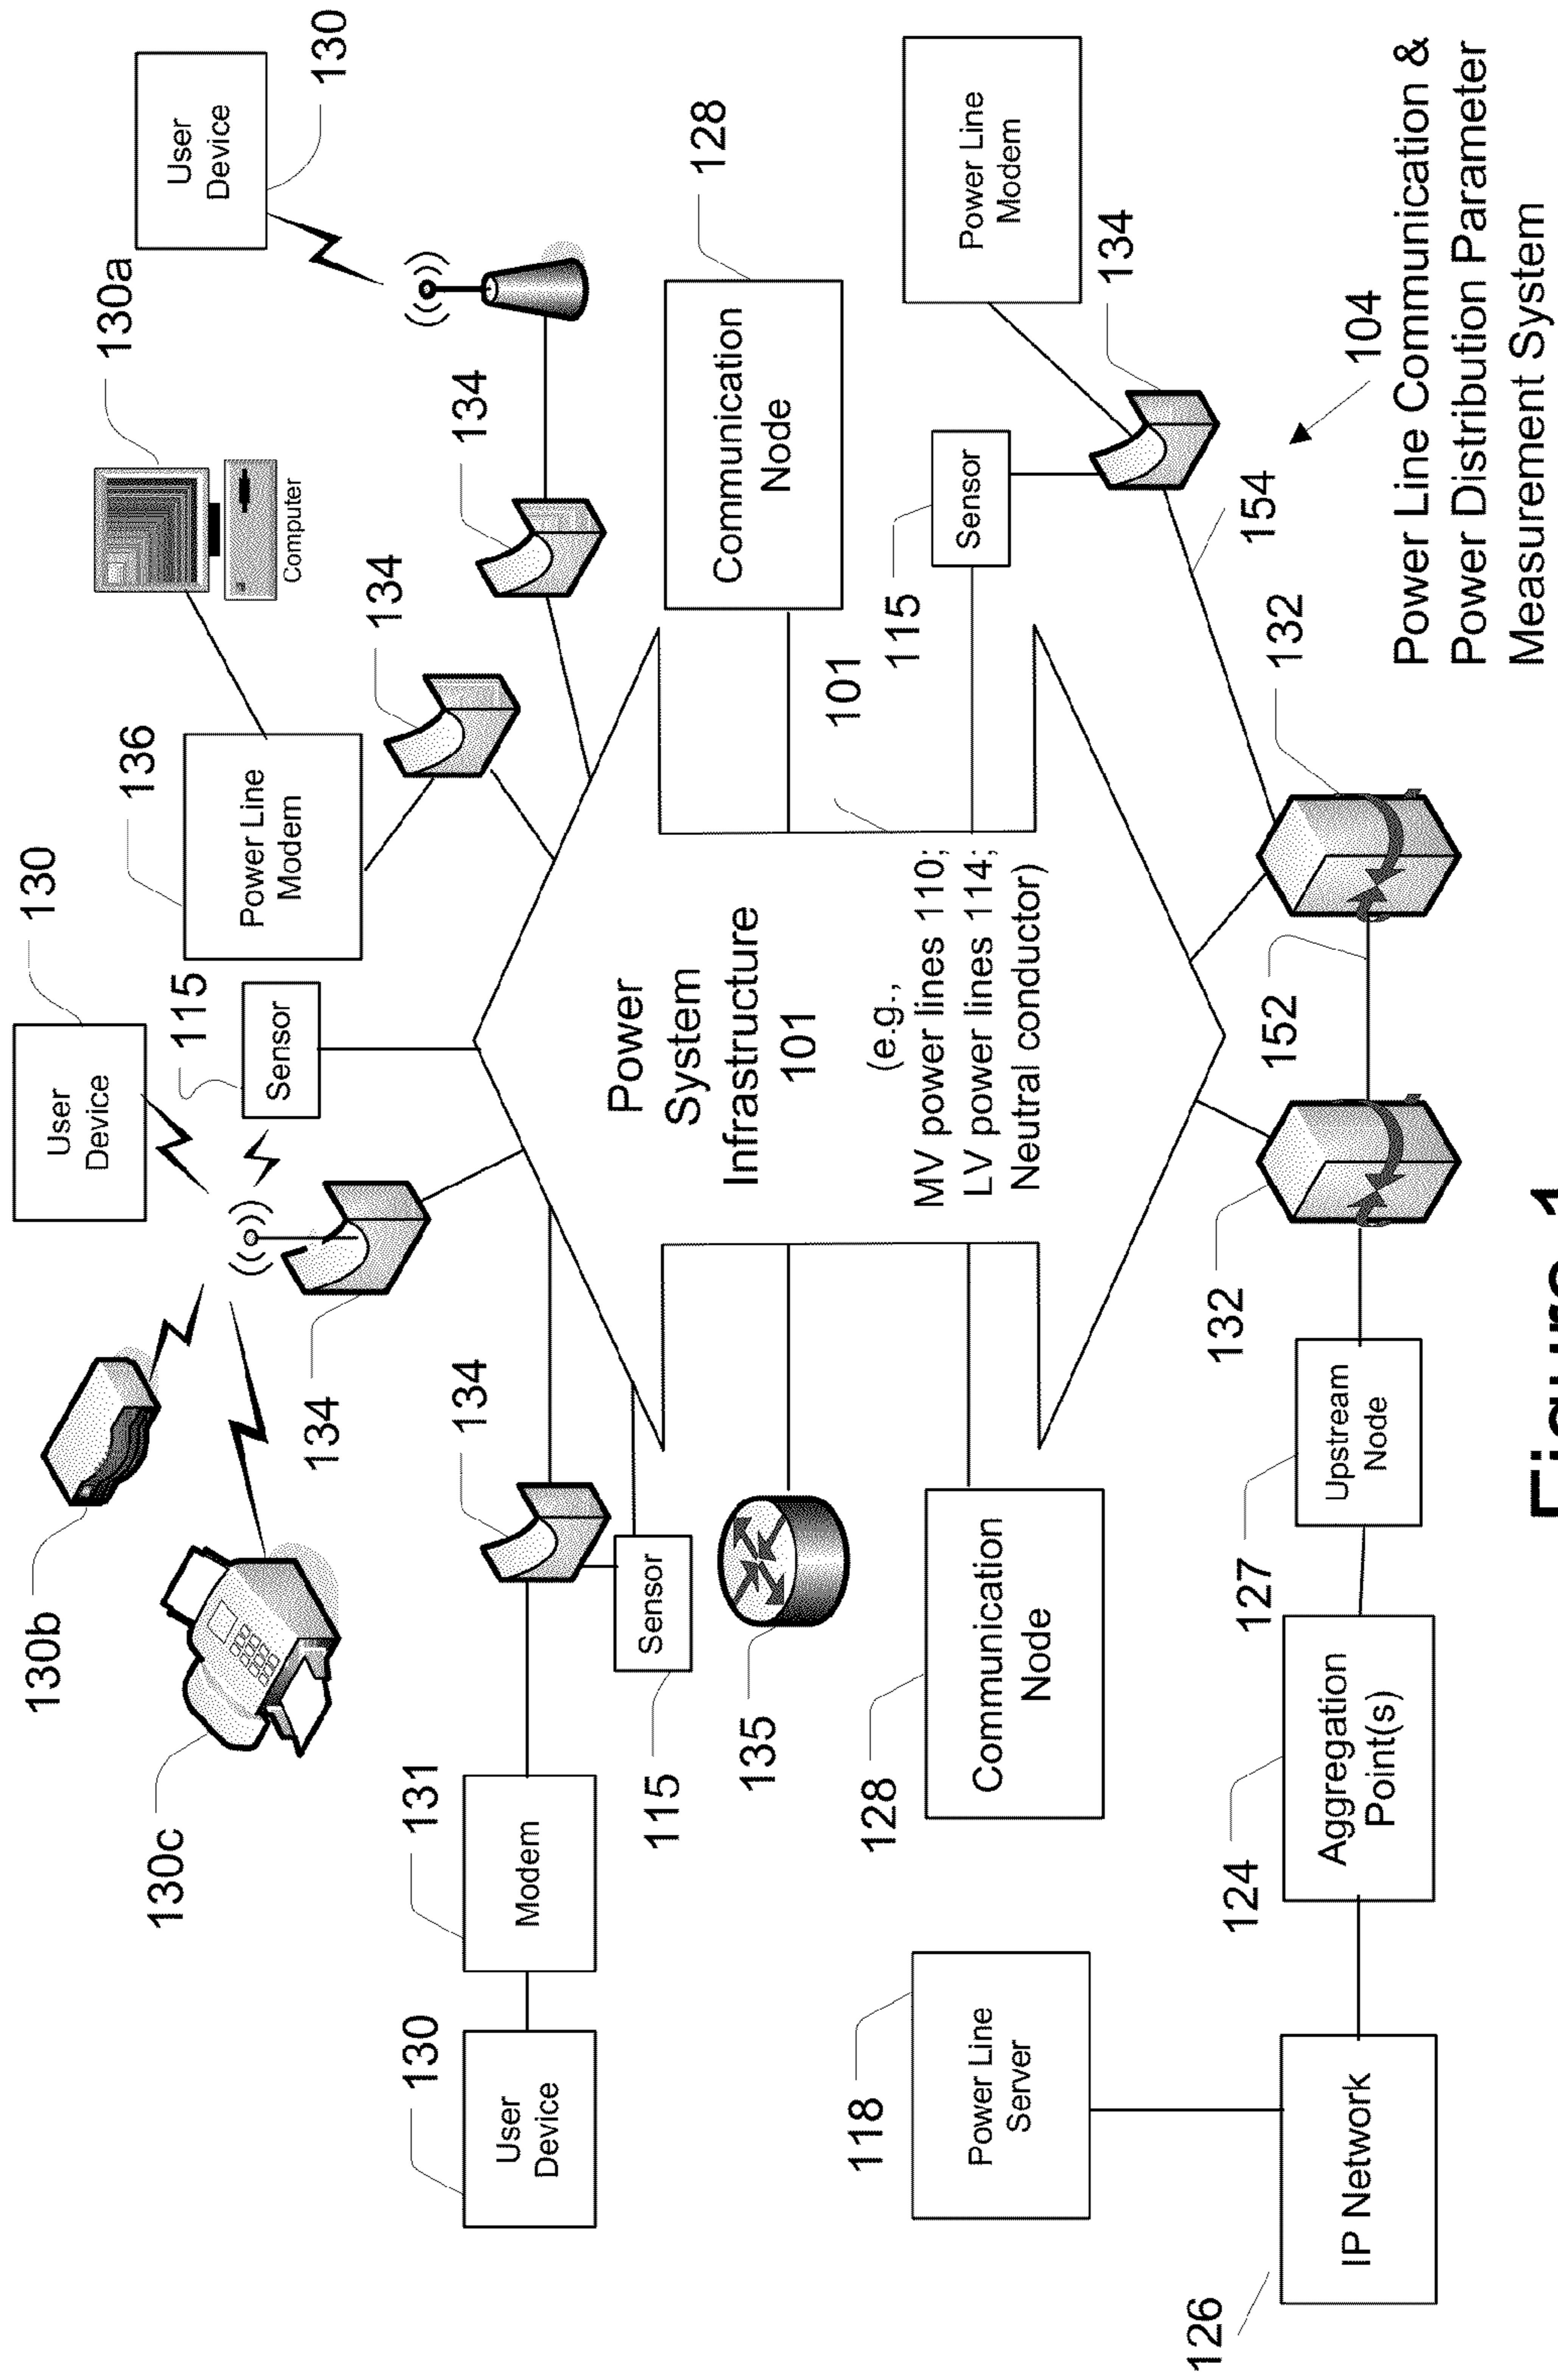 130b
130c
User
Device
130
115
Sensor
136
Power Line
Modem
130a
Computer
User
Device
130
134
134
134
134
130
User
Device
131
Modem
Sensor
115
135
Power
System
Infrastructure
101
(e.g.,
MV power lines 110;
LV power lines 114;
Neutral conductor)
Communication
Node
128
101
115
Sensor
Power Line
Modem
134
118
Power Line
Server
128
Communication
Node
126
IP Network
124
Aggregation
Point(s)
127
Upstream
Node
132
152
132
154
104
Power Line Communication &
Power Distribution Parameter
Measurement System
Figure 1